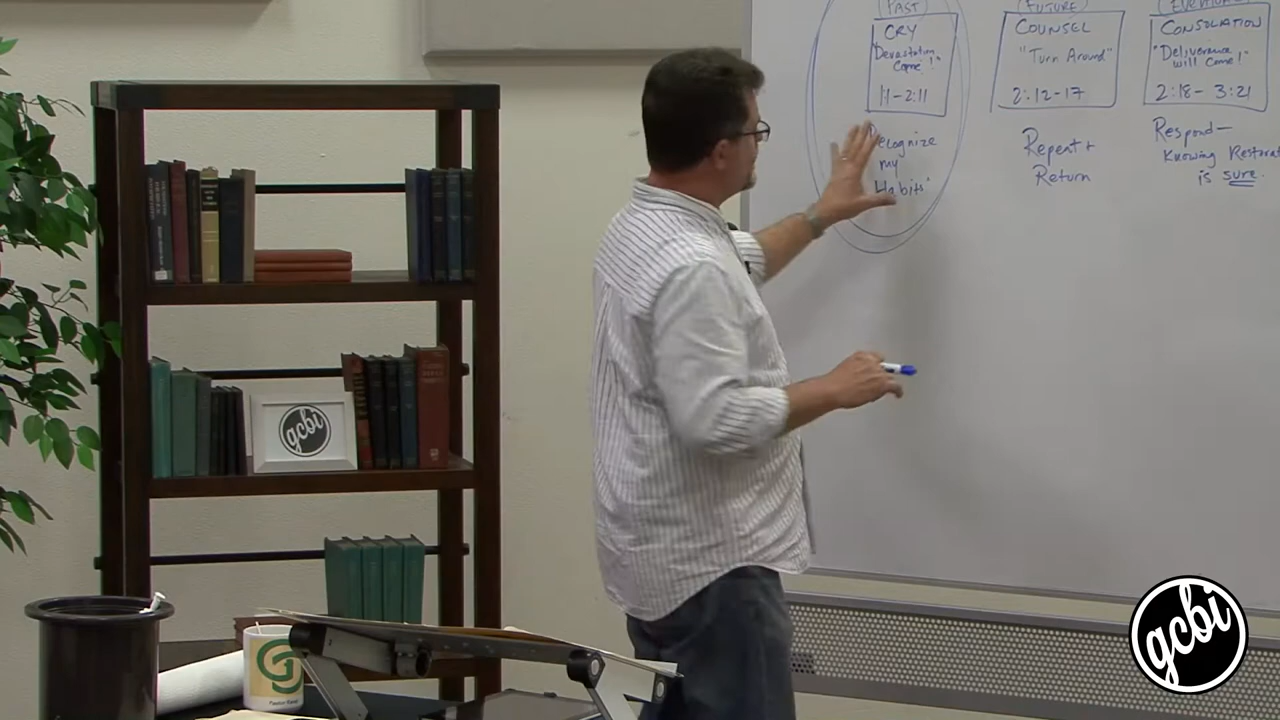 (PAST)
CRY
"Devastation
Come!"
1:1-2:11
ecognize
my
Habits"
(FUTURE)
COUNSEL
"Turn Around"
2:12-17
Repent +
Return
CONSOLATION
"Deliverance
will Come!"
2:18-3:21
Respond—
Knowing Restorat
is sure.
gcbi
gcbi